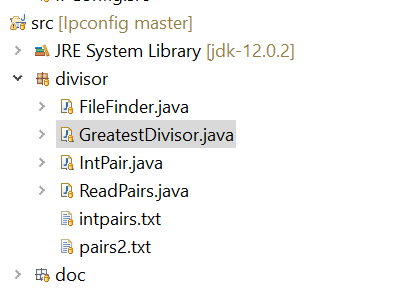 src [Ipconfig master]
JRE System Library [jdk-12.0.2]
divisor
FileFinder.java
GreatestDivisor.java
IntPair.java
ReadPairs.java
intpairs.txt
pairs2.txt
doc